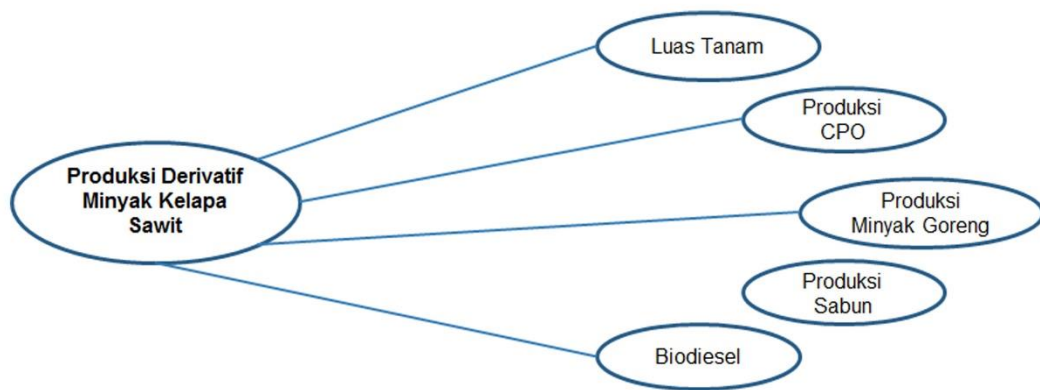 Luas Tanam
Produksi
CPO
Produksi Derivatif
Minyak Kelapa
Sawit
Produksi
Minyak Goreng
Produksi
Sabun
Biodiesel